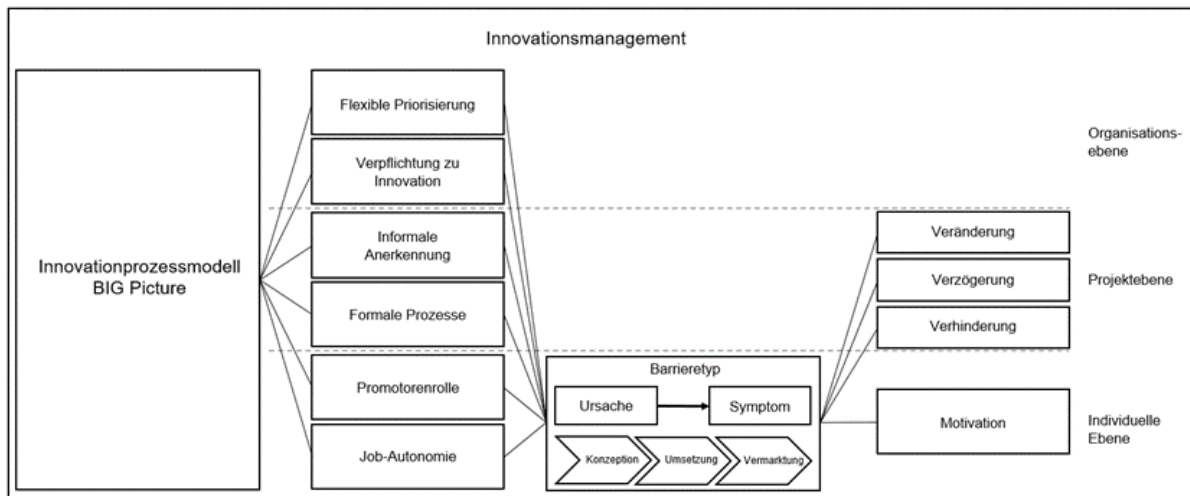 Innovationsmanagement
Innovationprozessmodell
BIG Picture
Flexible Priorisierung
Verpflichtung zu
Innovation
Informale
Anerkennung
Formale Prozesse
Promotorenrolle
Job-Autonomie
Barrieretyp
Ursache
Symptom
Konzeption
Umsetzung
Vermarktung
Veränderung
Verzögerung
Verhinderung
Motivation
Organisations-
ebene
Projektebene
Individuelle
Ebene